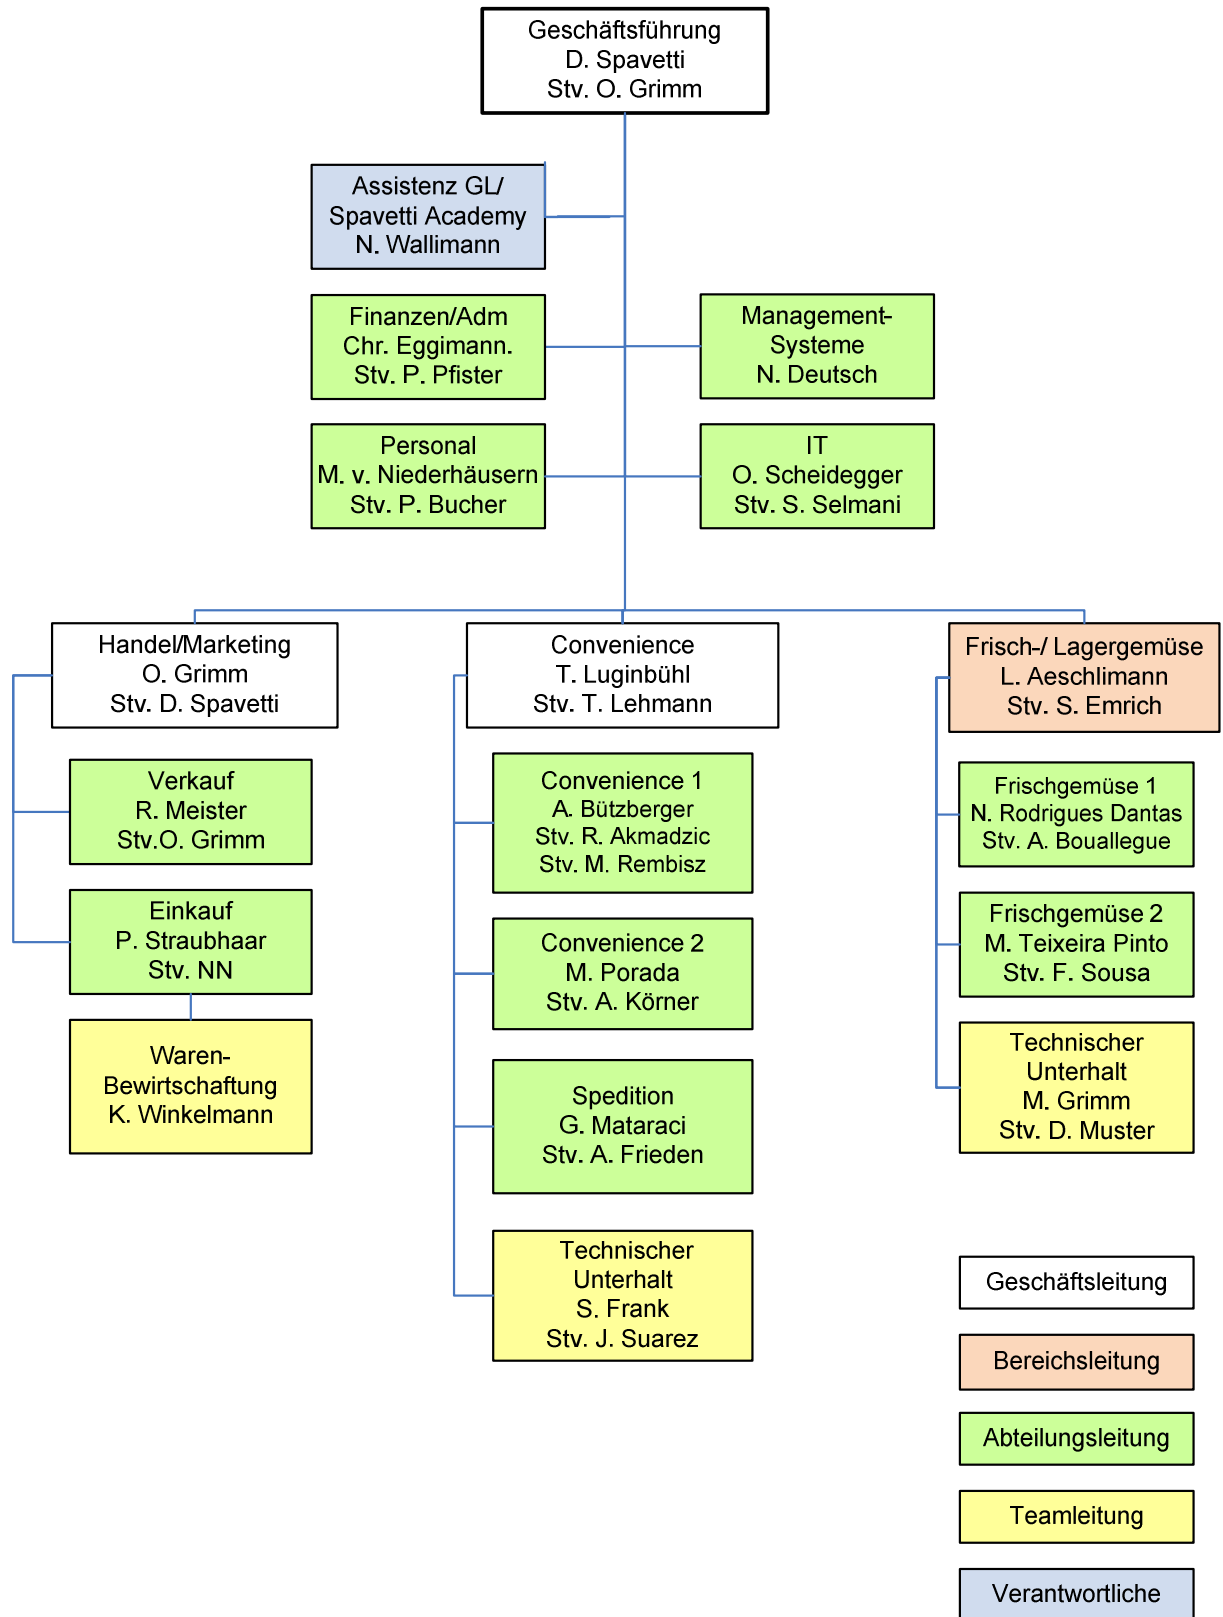 Geschäftsführung
D. Spavetti
Stv. O. Grimm
Assistenz GL/
Spavetti Academy
N. Wallimann
Finanzen/Adm
Chr. Eggimann.
Stv. P. Pfister
Management-
Systeme
N. Deutsch
Personal
M. v. Niederhäusern
Stv. P. Bucher
IT
O. Scheidegger
Stv. S. Selmani
Handel/Marketing
O. Grimm
Stv. D. Spavetti
Verkauf
R. Meister
Stv.O. Grimm
Einkauf
P. Straubhaar
Stv. NN
Waren-
Bewirtschaftung
K. Winkelmann
Convenience
T. Luginbühl
Stv. T. Lehmann
Convenience 1
A. Bützberger
Stv. R. Akmadzic
Stv. M. Rembisz
Convenience 2
M. Porada
Stv. A. Körner
Spedition
G. Mataraci
Stv. A. Frieden
Technischer
Unterhalt
S. Frank
Stv. J. Suarez
Frisch-/ Lagergemüse
L. Aeschlimann
Stv. S. Emrich
Frischgemüse 1
N. Rodrigues Dantas
Stv. A. Bouallegue
Frischgemüse 2
M. Teixeira Pinto
Stv. F. Sousa
Technischer
Unterhalt
M. Grimm
Stv. D. Muster
Geschäftsleitung
Bereichsleitung
Abteilungsleitung
Teamleitung
Verantwortliche